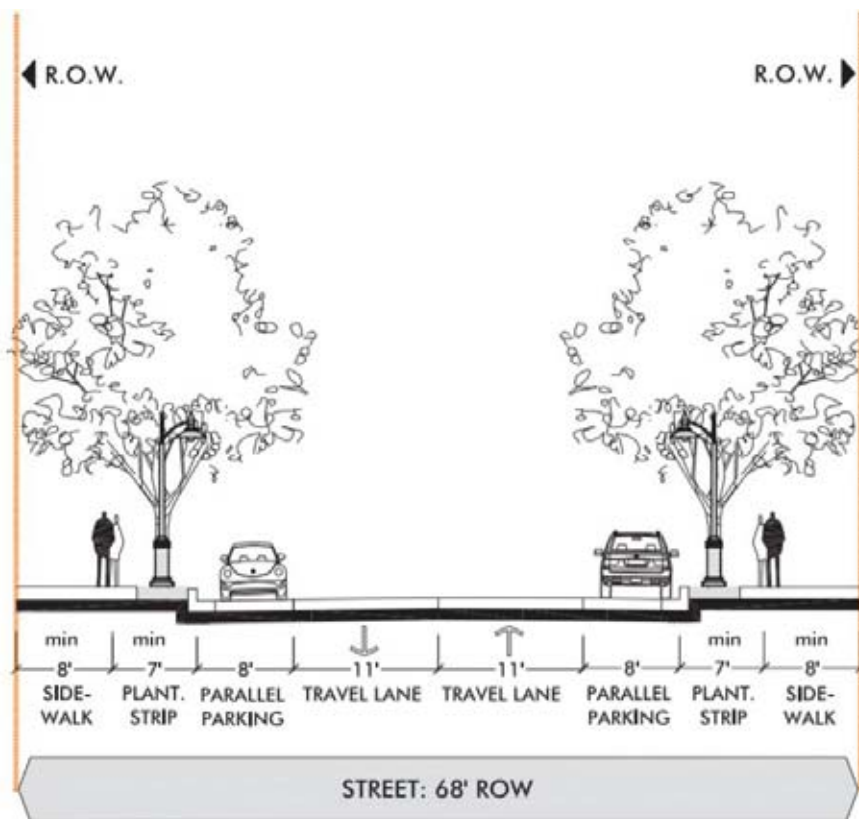 R.O.W. R.O.W.
min min min min
8' 7' 8' 11' 11' 8' 7' 8'
SIDE- PLANT. PARALLEL TRAVEL LANE TRAVEL LANE PARALLEL PLANT. SIDE-
WALK STRIP PARKING PARKING STRIP WALK
STREET: 68' ROW